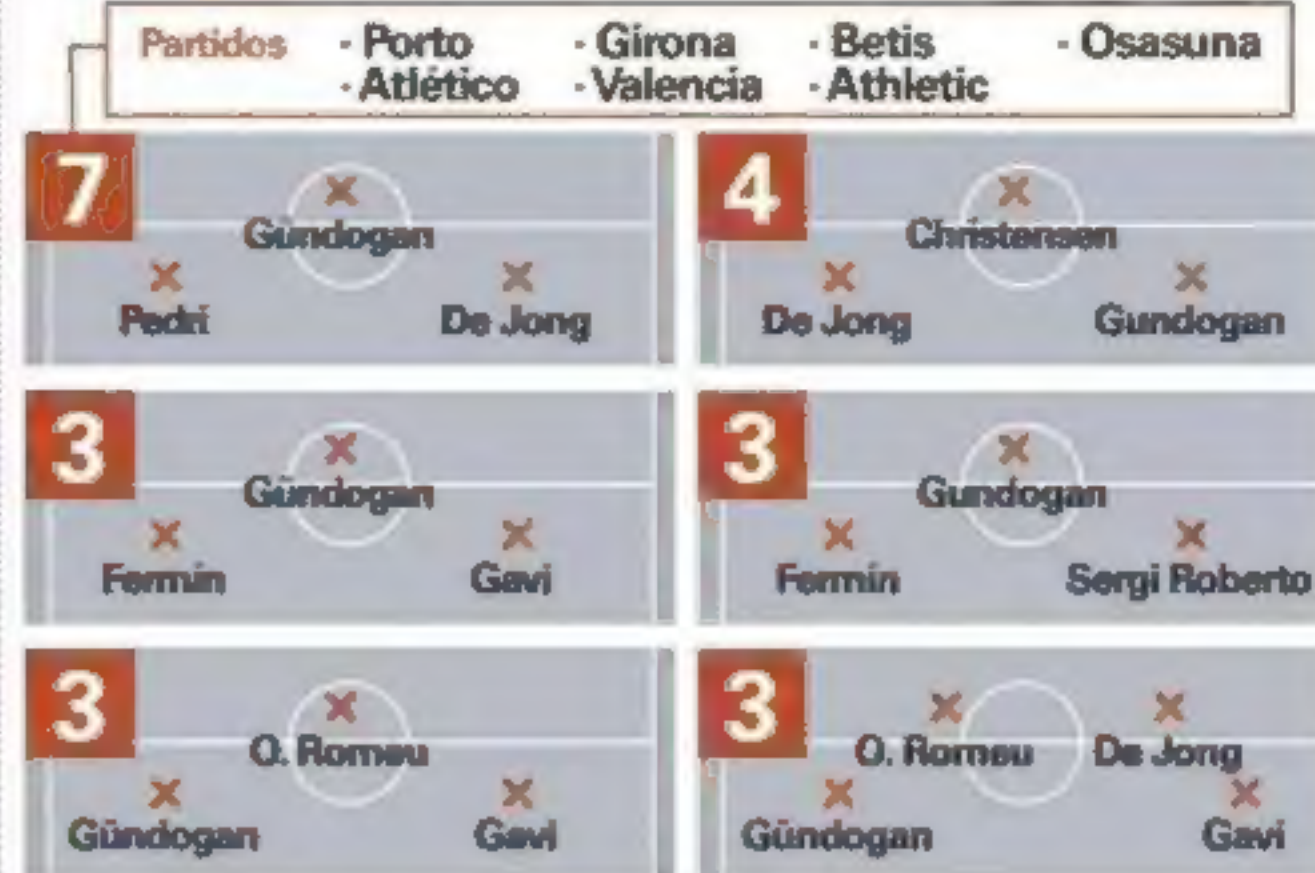 Partidos - Porto - Girona - Betis - Osasuna
- Atlético - Valencia - Athletic
7
Gündogan
Pedri De Jong
4
Christensen
De Jong Gundogan
3
Gündogan
Fermín Gavi
3
Gundogan
Fermín Sergi Roberto
3
O. Romeu
Gündogan Gavi
3
O. Romeu De Jong
Gündogan Gavi